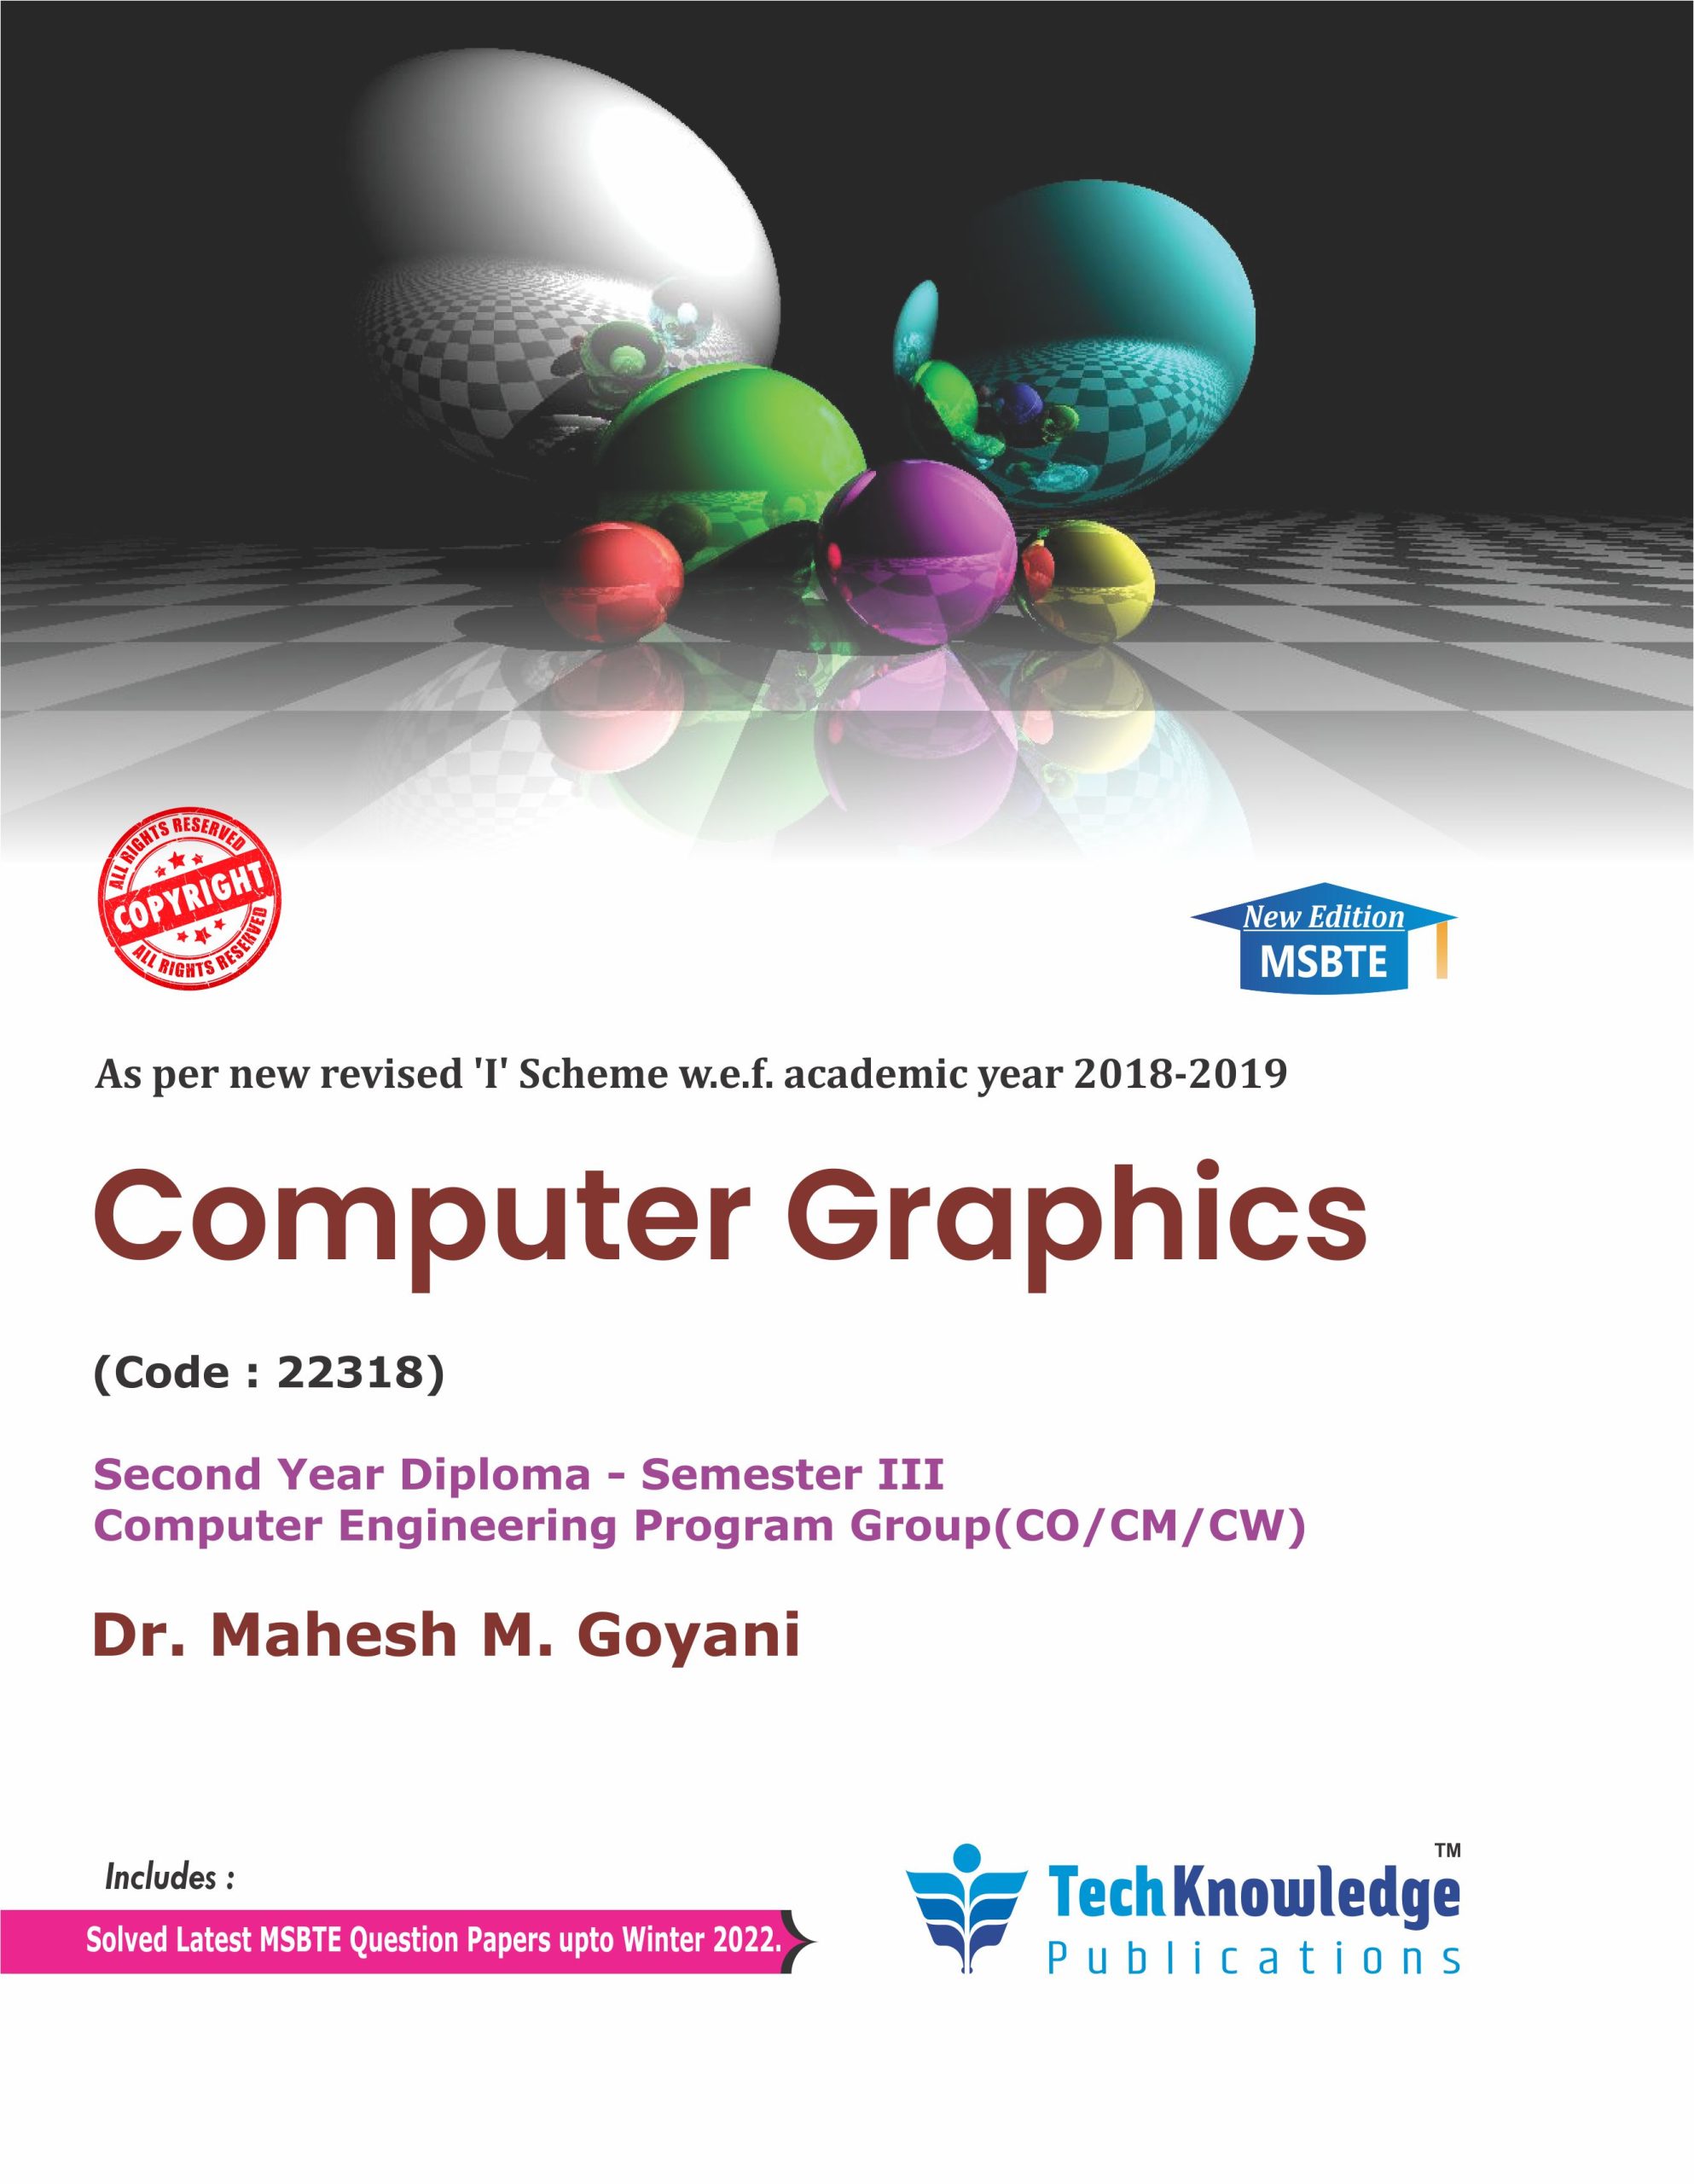 ALL RIGHTS RESERVED
COPYRIGHT
ALL RIGHTS RESERVED
New Edition
MSBTE
As per new revised 'I' Scheme w.e.f. academic year 2018-2019
Computer Graphics
(Code : 22318)
Second Year Diploma - Semester III
Computer Engineering Program Group(CO/CM/CW)
Dr. Mahesh M. Goyani
Includes :
Solved Latest MSBTE Question Papers upto Winter 2022.
TM
TechKnowledge
Publications